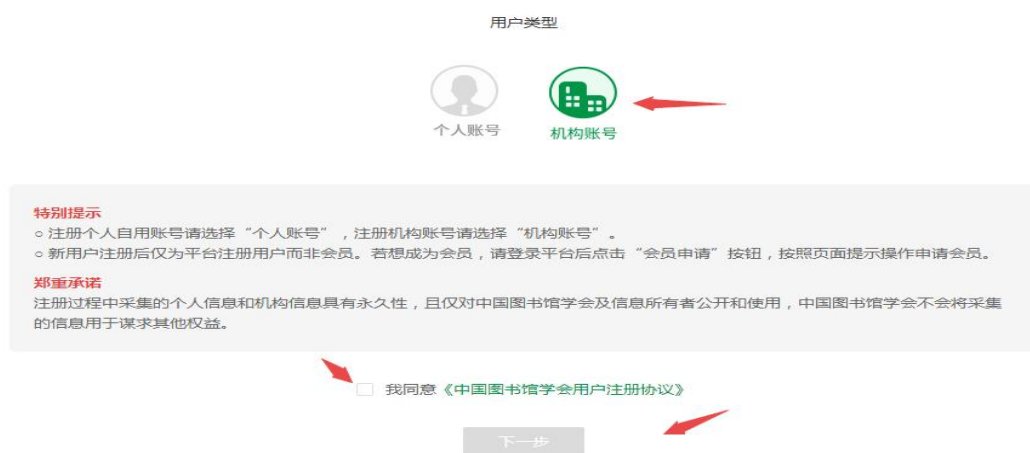 用户类型
个人账号
机构账号
特别提示
○ 注册个人自用账号请选择“个人账号”，注册机构账号请选择“机构账号”。
○ 新用户注册后仅为平台注册用户而非会员。若想成为会员，请登录平台后点击“会员申请”按钮，按照页面提示操作申请会员。
郑重承诺
注册过程中采集的个人信息和机构信息具有永久性，且仅对中国图书馆学会及信息所有者公开和使用，中国图书馆学会不会将采集
的信息用于谋求其他权益。
我同意《中国图书馆学会用户注册协议》
下一步